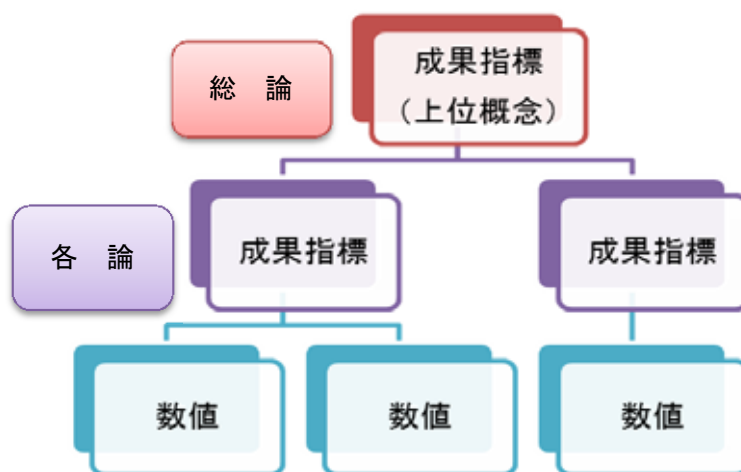 総　論
成果指標
（上位概念）
各　論
成果指標
成果指標
数値
数値
数値